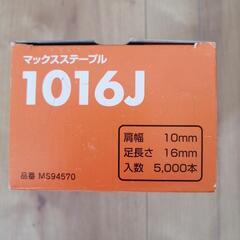 マックスステープル
1016J
肩幅 10mm
足長さ 16mm
入数 5,000本
品番 MS94570